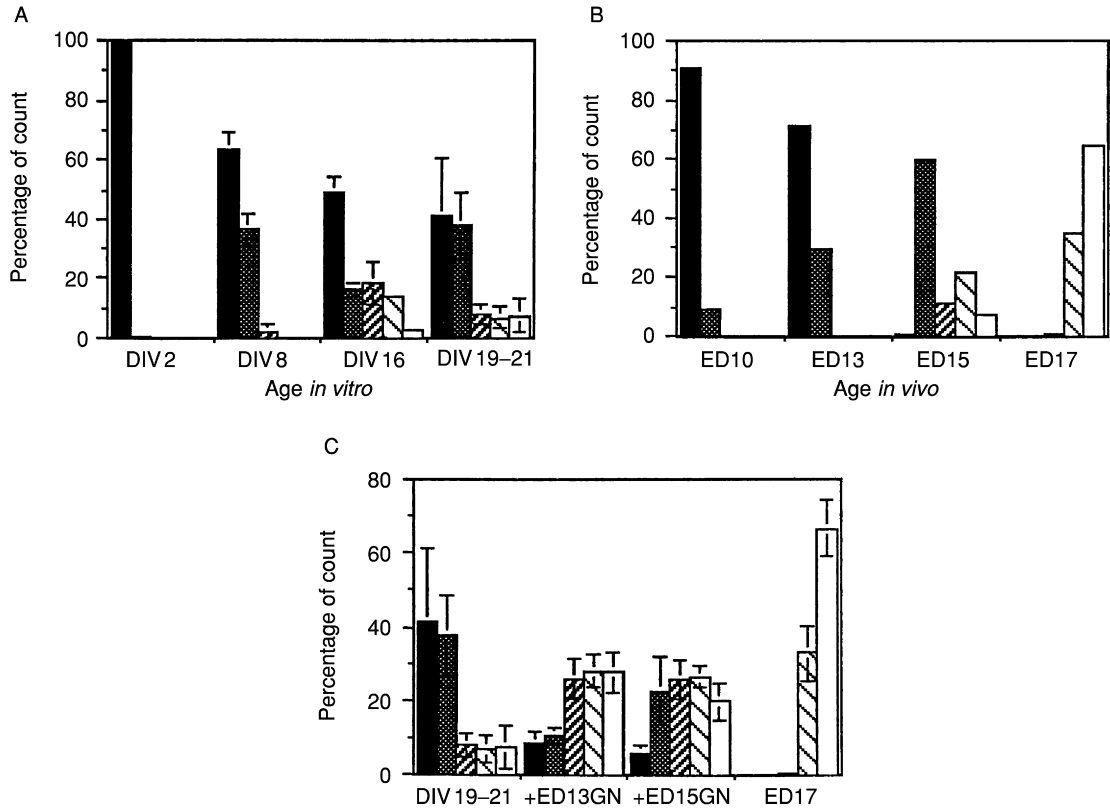 A
Percentage of count
100
80
60
40
20
0
DIV 2 DIV 8 DIV 16 DIV 19–21
Age in vitro
B
Percentage of count
100
80
60
40
20
0
ED10 ED13 ED15 ED17
Age in vivo
C
Percentage of count
80
60
40
20
0
DIV 19–21 +ED13GN +ED15GN ED17